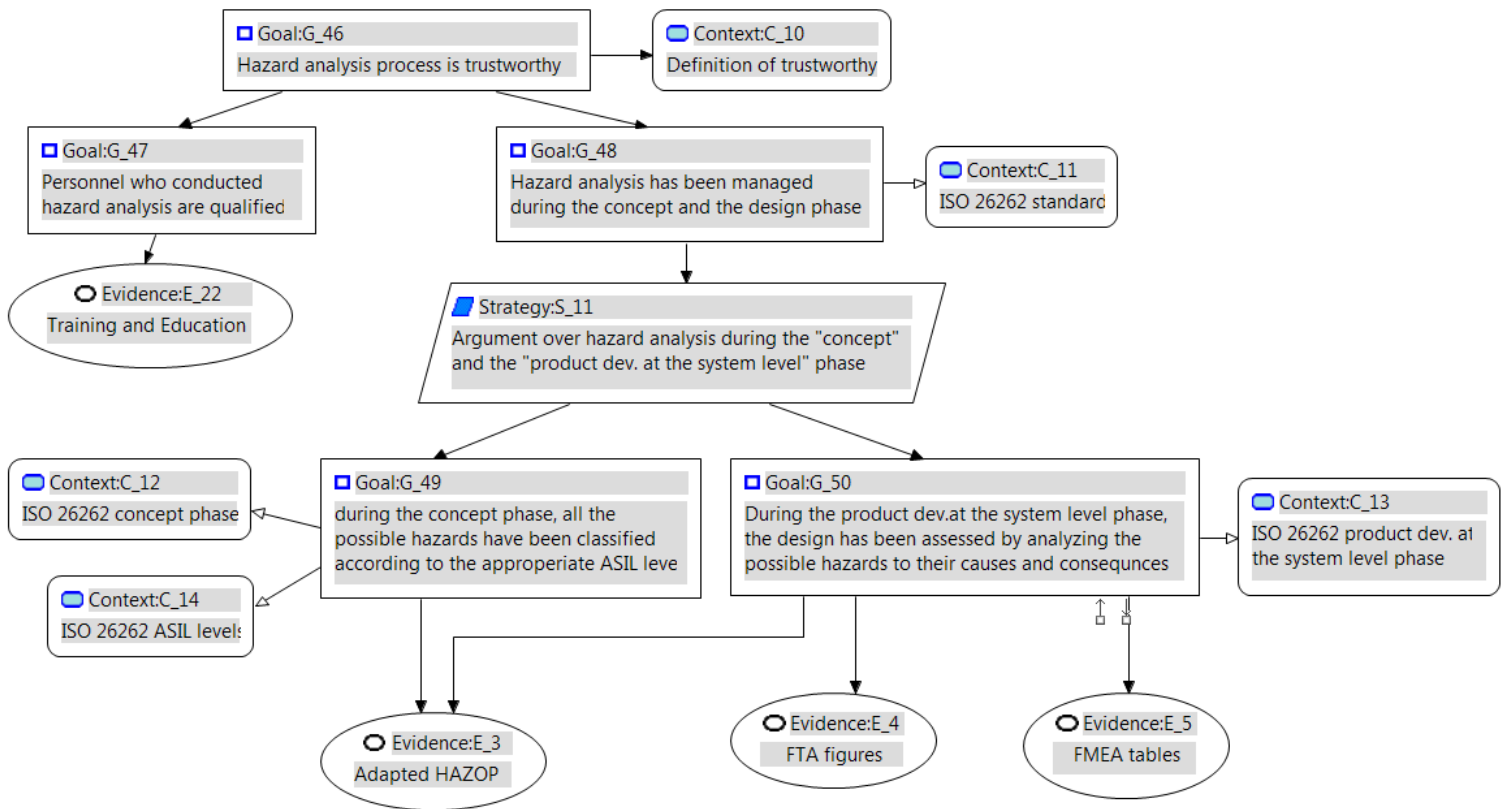 Goal:G_46
Hazard analysis process is trustworthy
Context:C_10
Definition of trustworthy
Goal:G_47
Personnel who conducted
hazard analysis are qualified
Goal:G_48
Hazard analysis has been managed
during the concept and the design phase
Context:C_11
ISO 26262 standard
Evidence:E_22
Training and Education
Strategy:S_11
Argument over hazard analysis during the "concept"
and the "product dev. at the system level" phase
Context:C_12
ISO 26262 concept phase
Goal:G_49
during the concept phase, all the
possible hazards have been classified
according to the approperiate ASIL leve
Goal:G_50
During the product dev.at the system level phase,
the design has been assessed by analyzing the
possible hazards to their causes and consequnces
Context:C_13
ISO 26262 product dev. at
the system level phase
Context:C_14
ISO 26262 ASIL levels
Evidence:E_3
Adapted HAZOP
Evidence:E_4
FTA figures
Evidence:E_5
FMEA tables